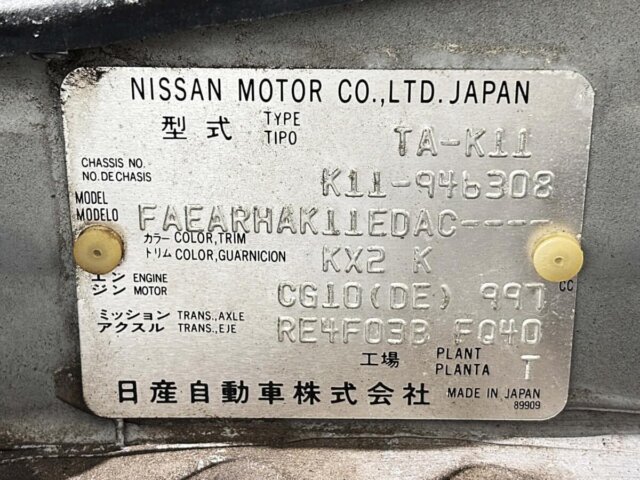 NISSAN MOTOR CO.,LTD. JAPAN
型式 TYPE TIPO TA-K11
CHASSIS NO. NO. DE CHASIS K11-946308
MODEL MODELO FAEARHAK11EDAC----
カラー COLOR,TRIM
トリム COLOR,GUARNICION KX2 K
エン ENGINE
ジン MOTOR CG10(DE) 997 CC
ミッション TRANS.,AXLE
アクスル TRANS.,EJE RE4F03B FQ40
工場 PLANT PLANTA T
日産自動車株式会社 MADE IN JAPAN
89909